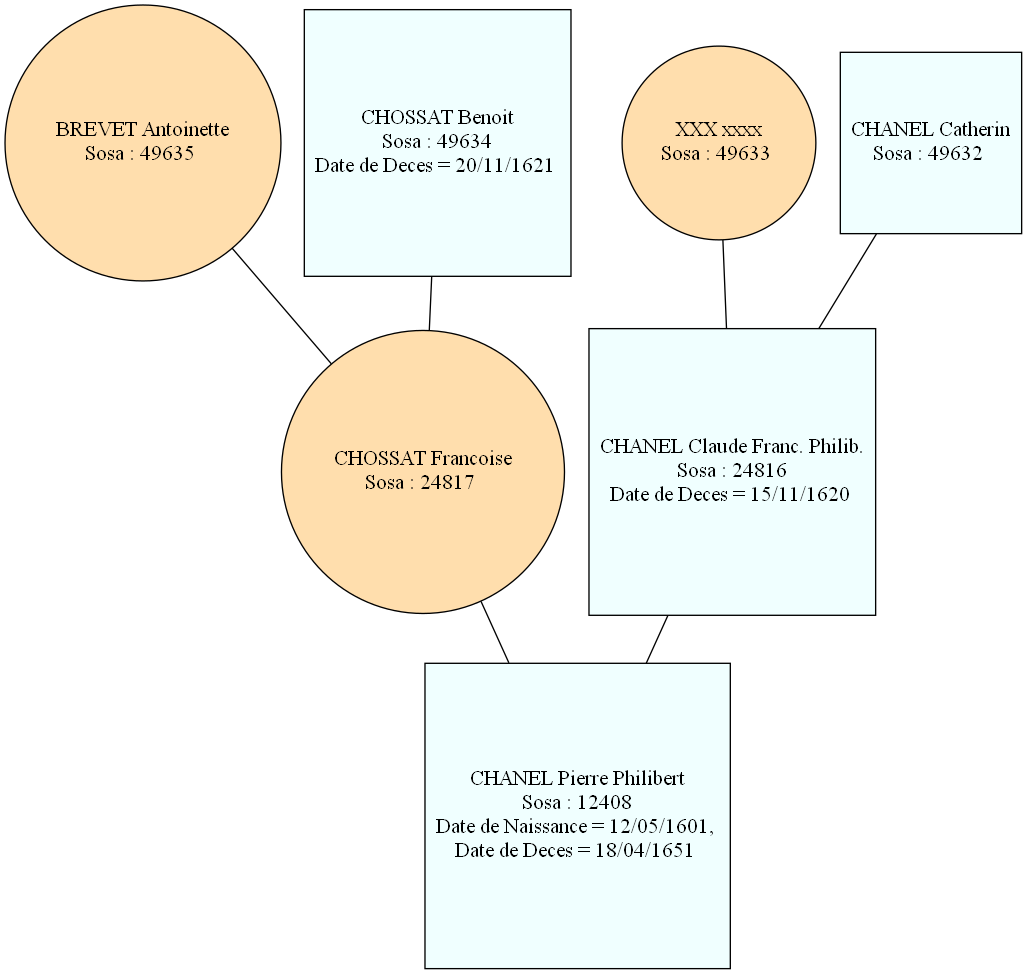 BREVET Antoinette
Sosa : 49635
CHOSSAT Benoit
Sosa : 49634
Date de Deces = 20/11/1621
XXX xxxx
Sosa : 49633
CHANEL Catherin
Sosa : 49632
CHOSSAT Francoise
Sosa : 24817
CHANEL Claude Franc. Philib.
Sosa : 24816
Date de Deces = 15/11/1620
CHANEL Pierre Philibert
Sosa : 12408
Date de Naissance = 12/05/1601,
Date de Deces = 18/04/1651